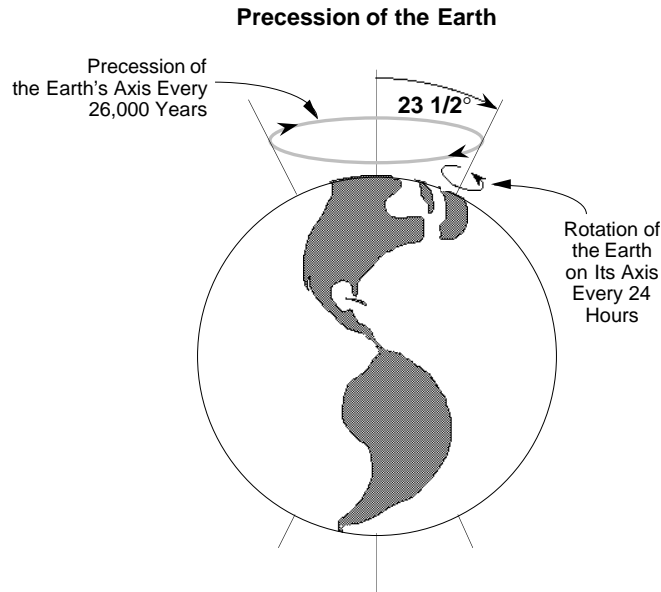 Precession of the Earth
Precession of
the Earth's Axis Every
26,000 Years
23 1/2°
Rotation of
the Earth
on Its Axis
Every 24
Hours